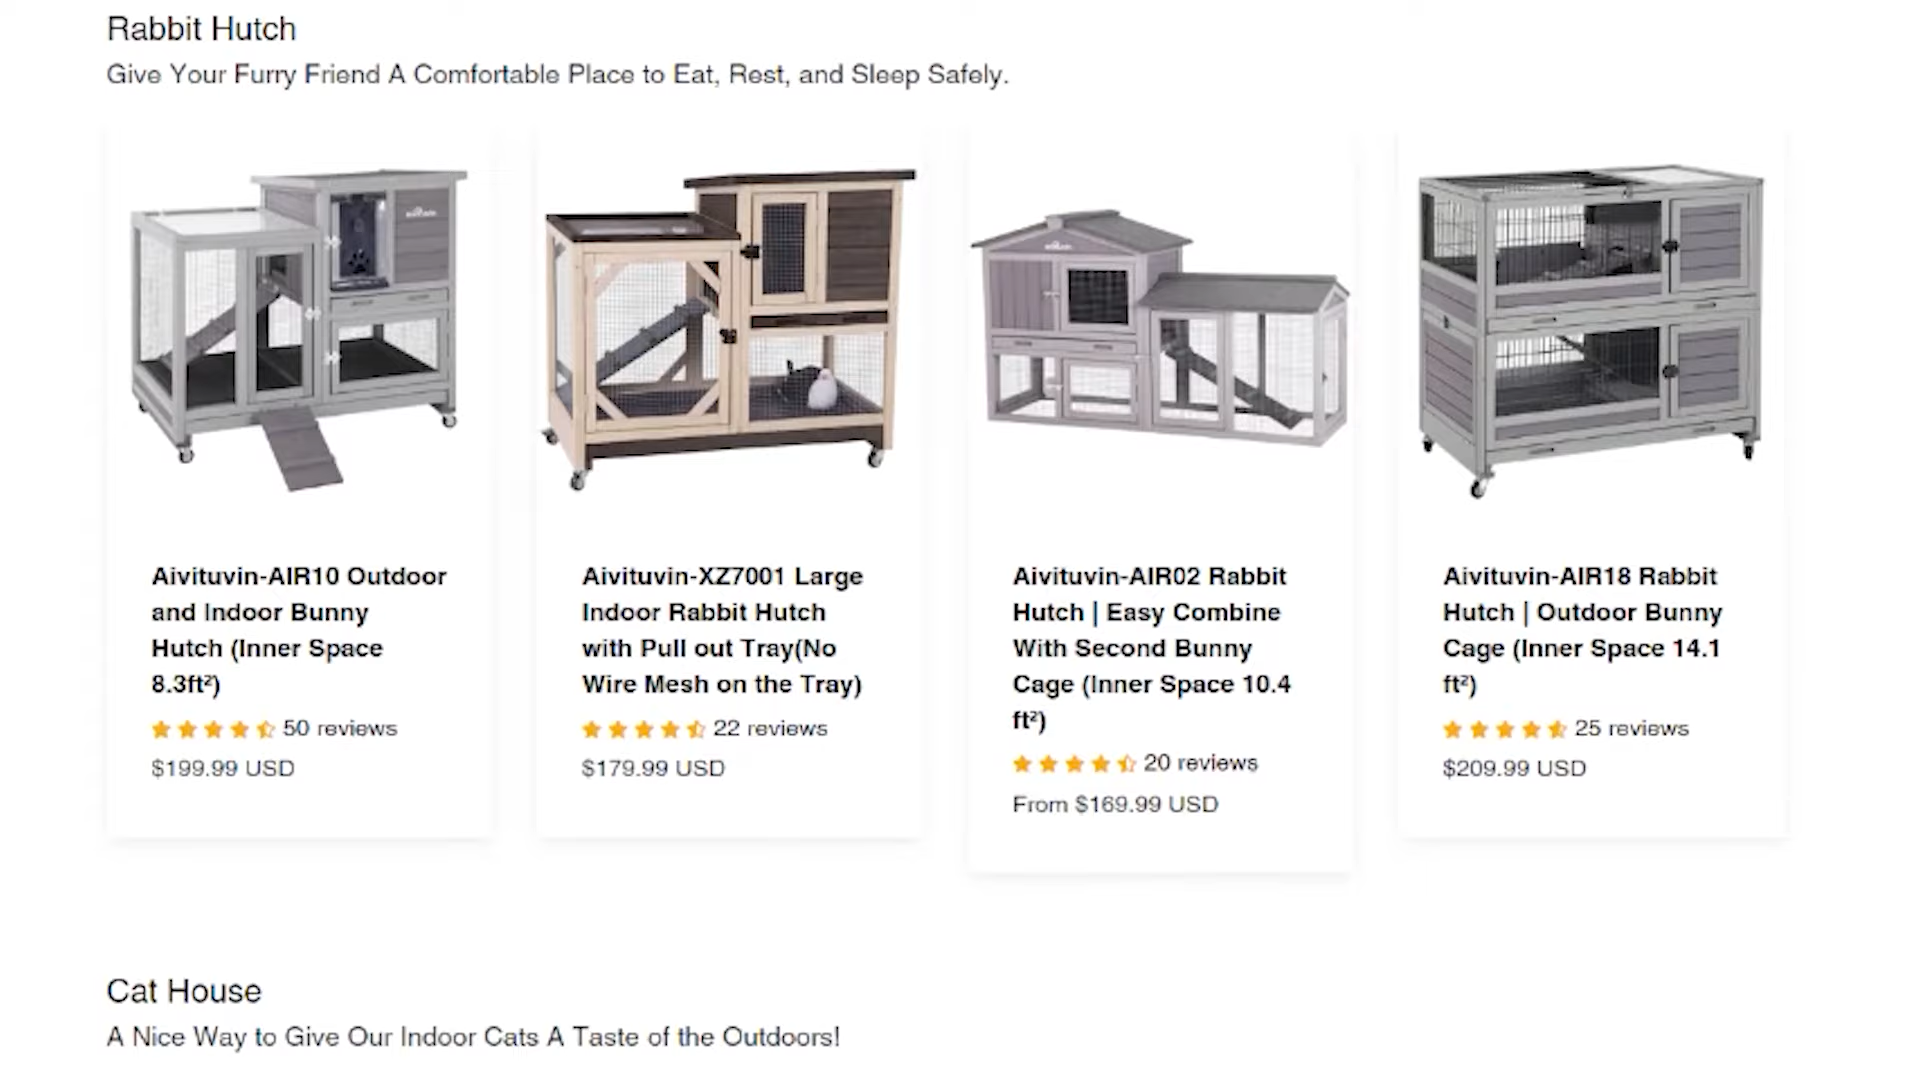 Rabbit Hutch
Give Your Furry Friend A Comfortable Place to Eat, Rest, and Sleep Safely.
Aivituvin-AIR10 Outdoor
and Indoor Bunny
Hutch (Inner Space
8.3ft²)
50 reviews
$199.99 USD
Aivituvin-XZ7001 Large
Indoor Rabbit Hutch
with Pull out Tray(No
Wire Mesh on the Tray)
22 reviews
$179.99 USD
Aivituvin-AIR02 Rabbit
Hutch | Easy Combine
With Second Bunny
Cage (Inner Space 10.4
ft²)
20 reviews
From $169.99 USD
Aivituvin-AIR18 Rabbit
Hutch | Outdoor Bunny
Cage (Inner Space 14.1
ft²)
25 reviews
$209.99 USD
Cat House
A Nice Way to Give Our Indoor Cats A Taste of the Outdoors!